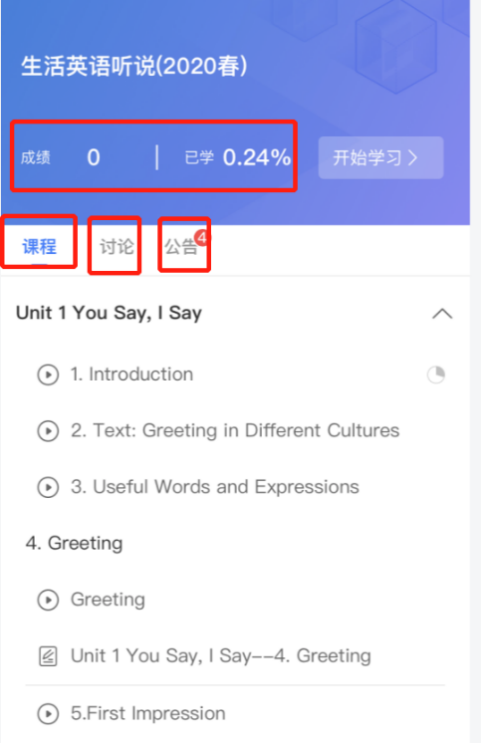 生活英语听说(2020春)
成绩 0 | 已学 0.24% 开始学习 >
课程 讨论 公告 4
Unit 1 You Say, I Say
1. Introduction
2. Text: Greeting in Different Cultures
3. Useful Words and Expressions
4. Greeting
Greeting
Unit 1 You Say, I Say--4. Greeting
5.First Impression